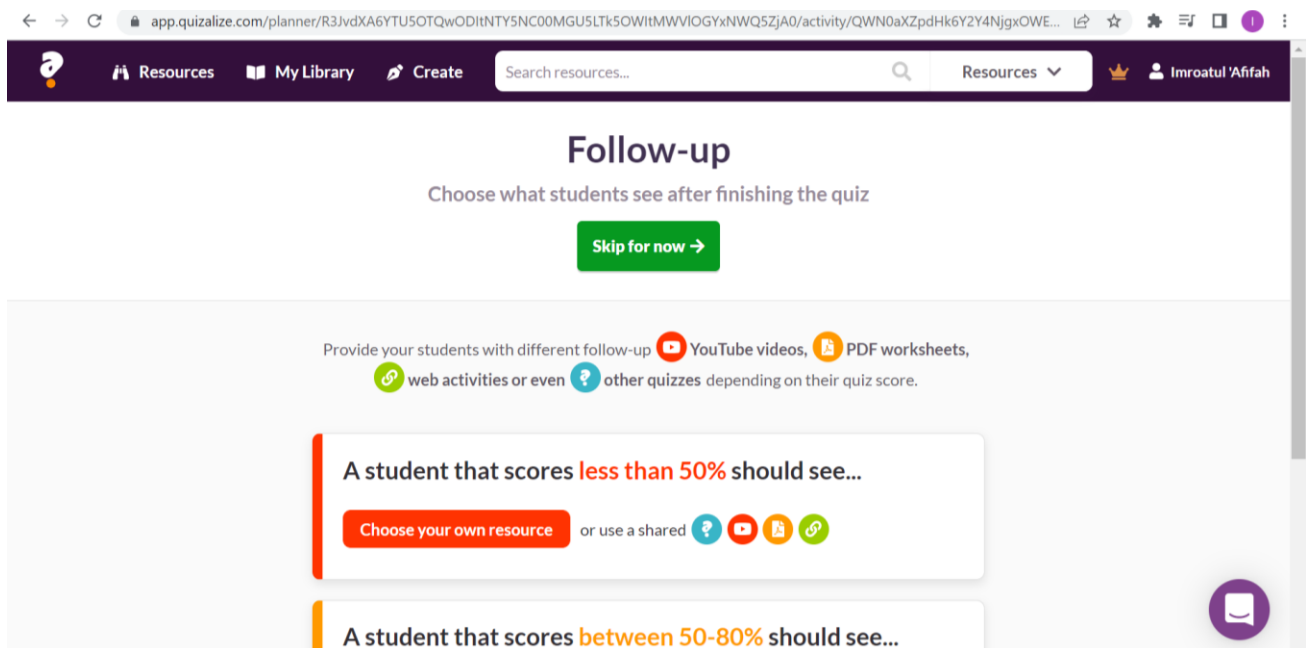 app.quizalize.com/planner/R3JvdXA6YTU5OTQwODItNTY5NC00MGU5LTk5OWItMWVlOGYxNWQ5ZjA0/activity/QWN0aXZpdHk6Y2Y4NjgxOWE...
Resources My Library Create Search resources... Resources Imroatul 'Afifah
Follow-up
Choose what students see after finishing the quiz
Skip for now →
Provide your students with different follow-up YouTube videos, PDF worksheets,
web activities or even other quizzes depending on their quiz score.
A student that scores less than 50% should see...
Choose your own resource or use a shared
A student that scores between 50-80% should see...